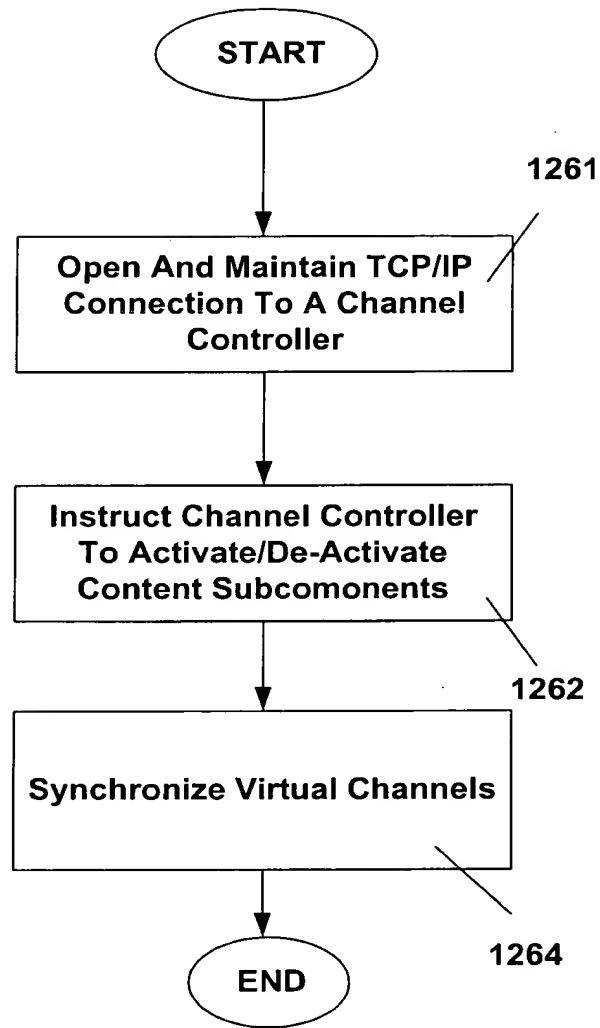 START
1261
Open And Maintain TCP/IP
Connection To A Channel
Controller
Instruct Channel Controller
To Activate/De-Activate
Content Subcomonents
1262
Synchronize Virtual Channels
1264
END